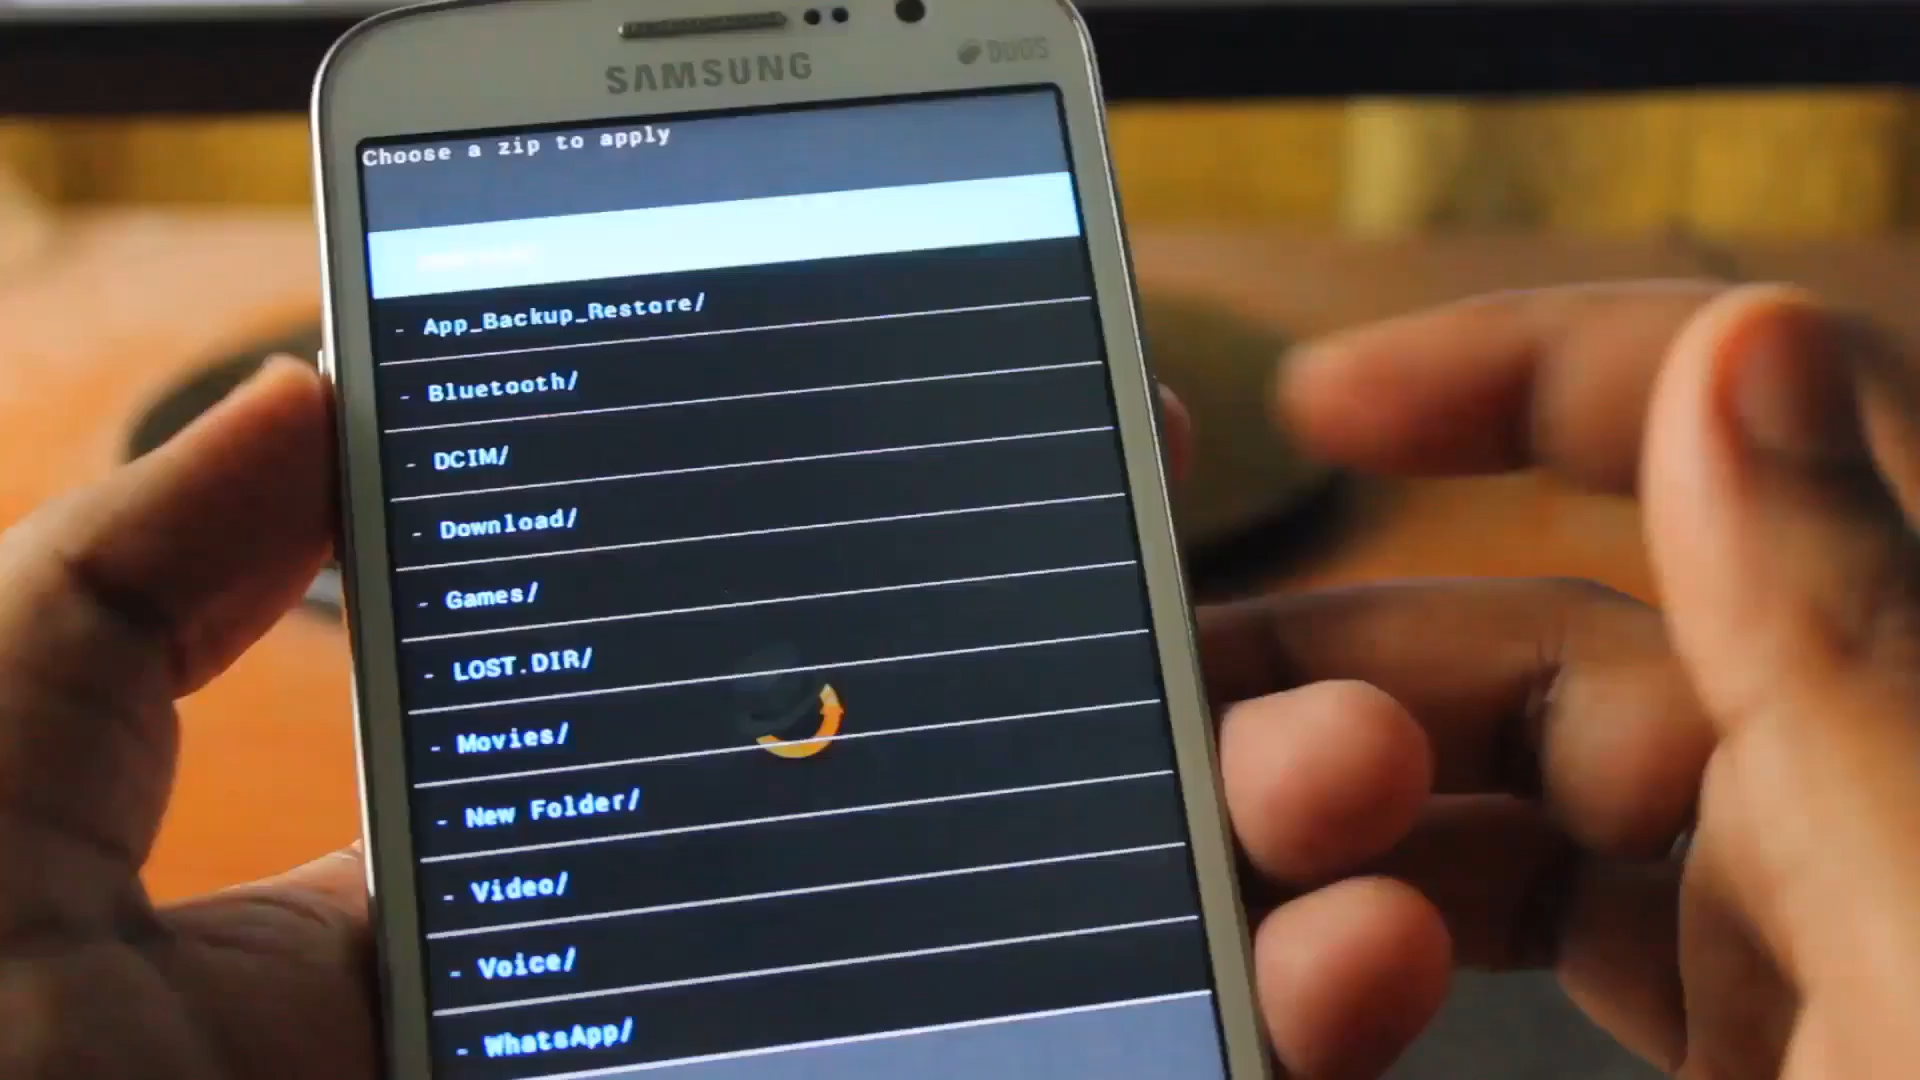 SAMSUNG
DUOS
Choose a zip to apply
- App_Backup_Restore/
- Bluetooth/
- DCIM/
- Download/
- Games/
- LOST.DIR/
- Movies/
- New Folder/
- Video/
- Voice/
- WhatsApp/